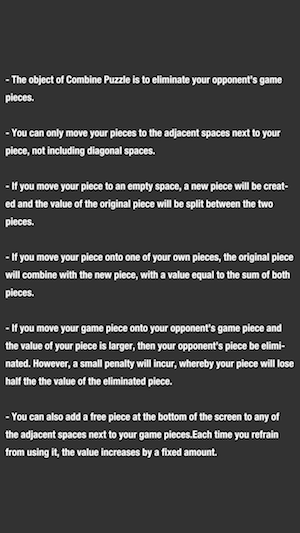 - The object of Combine Puzzle is to eliminate your opponent's game
pieces.
- You can only move your pieces to the adjacent spaces next to your
piece, not including diagonal spaces.
- If you move your piece to an empty space, a new piece will be creat-
ed and the value of the original piece will be split between the two
pieces.
- If you move your piece onto one of your own pieces, the original piece
will combine with the new piece, with a value equal to the sum of both
pieces.
- If you move your game piece onto your opponent's game piece and
the value of your piece is larger, then your opponent's piece be elimi-
nated. However, a small penalty will incur, whereby your piece will lose
half the the value of the eliminated piece.
- You can also add a free piece at the bottom of the screen to any of
the adjacent spaces next to your game pieces.Each time you refrain
from using it, the value increases by a fixed amount.